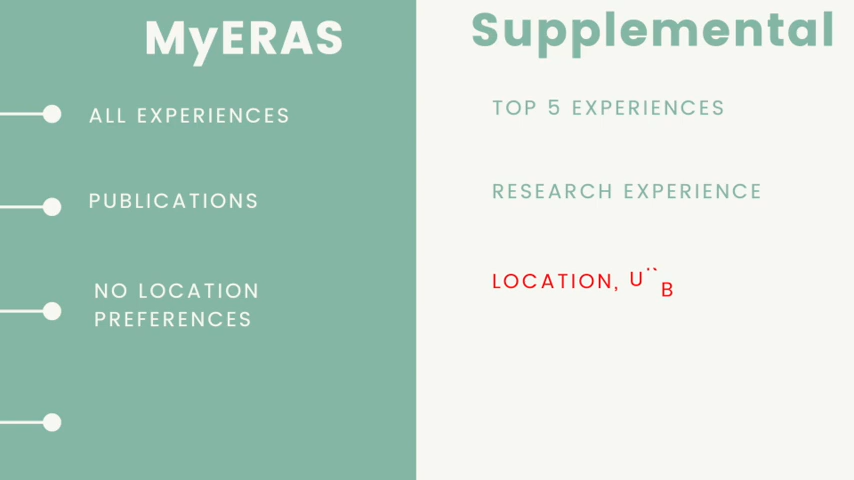 MyERAS
ALL EXPERIENCES
PUBLICATIONS
NO LOCATION
PREFERENCES
Supplemental
TOP 5 EXPERIENCES
RESEARCH EXPERIENCE
LOCATION,